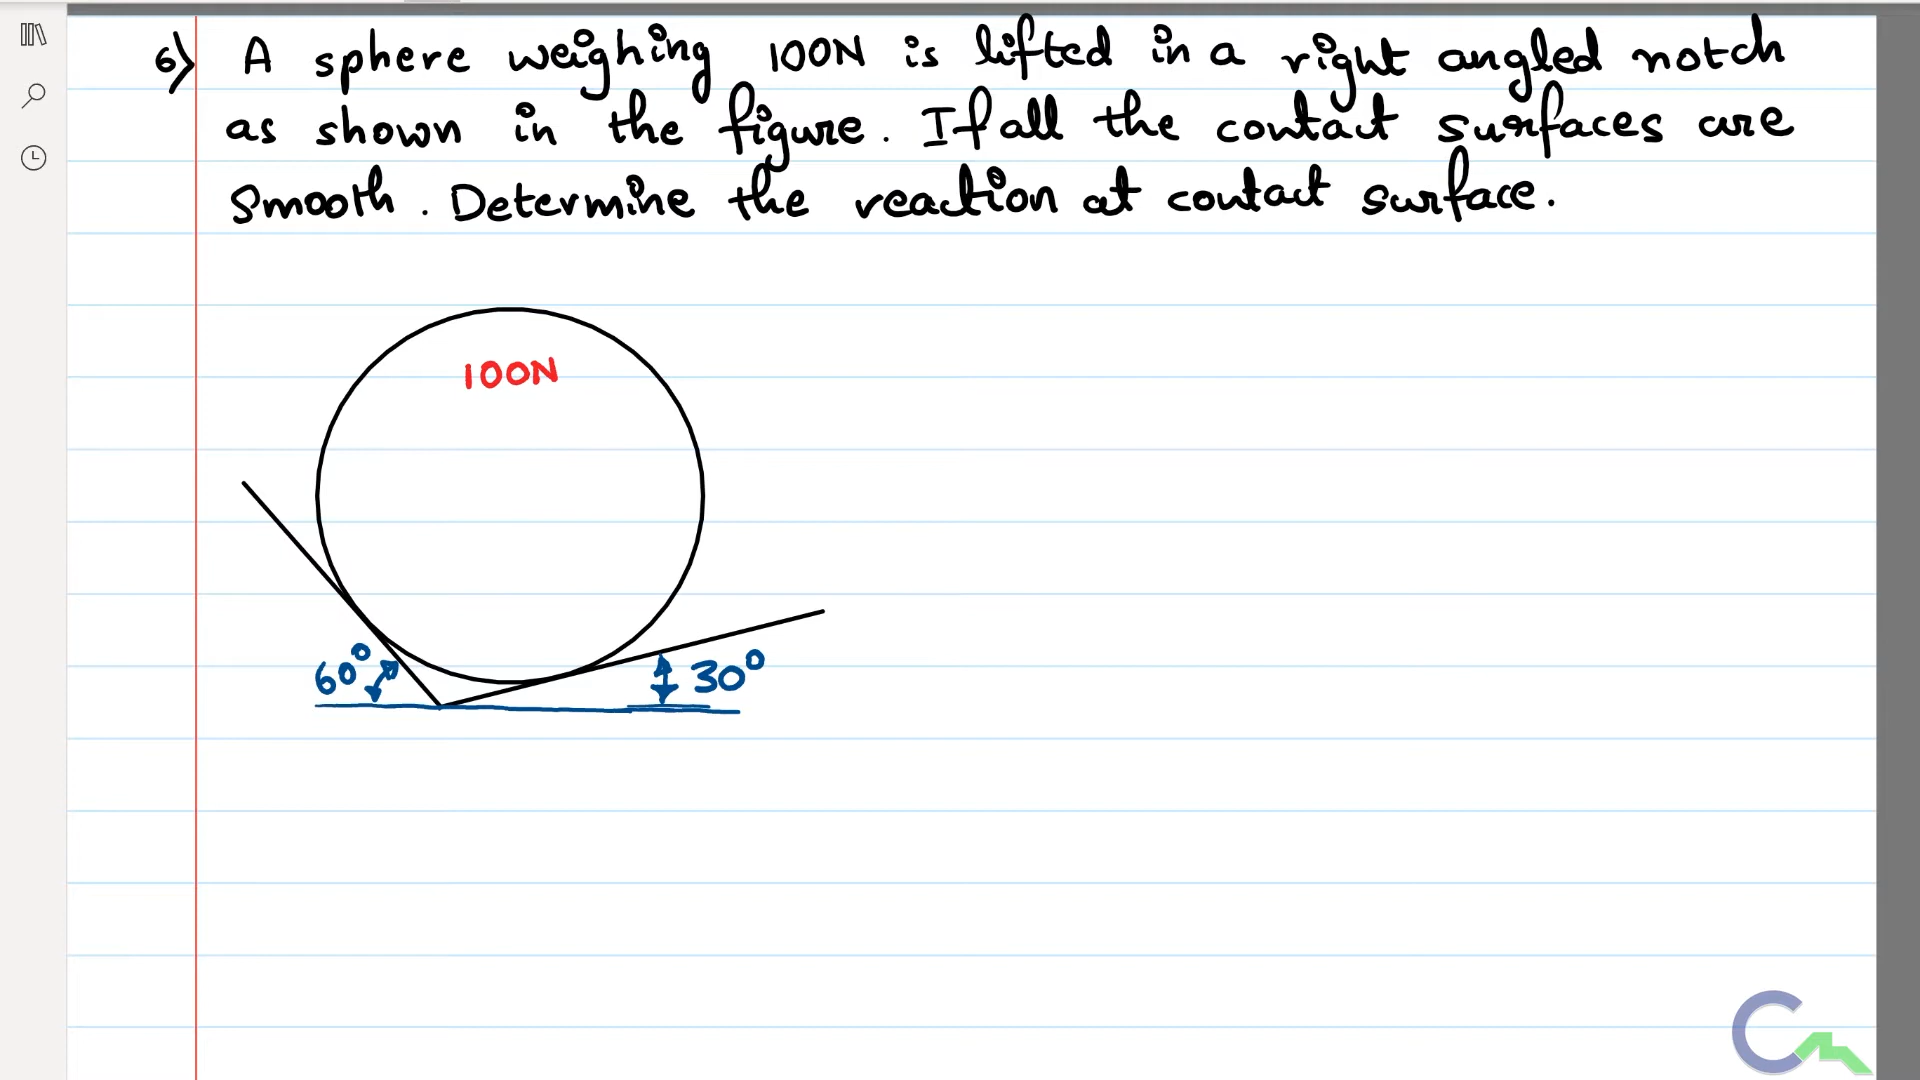 6) A sphere weighing 100N is lifted in a right angled notch
as shown in the figure. If all the contact surfaces are
smooth. Determine the reaction at contact surface.
100N
60°
30°